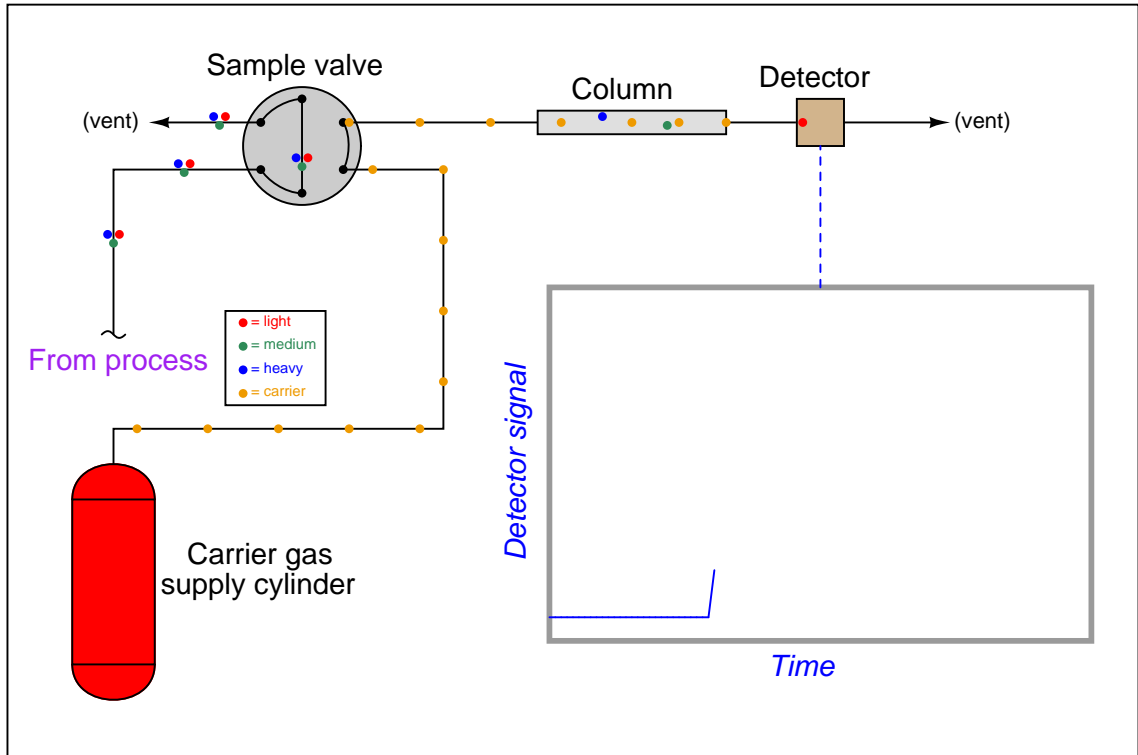 Sample valve
Column
Detector
(vent)
(vent)
= light
= medium
= heavy
= carrier
From process
Detector signal
Carrier gas
supply cylinder
Time